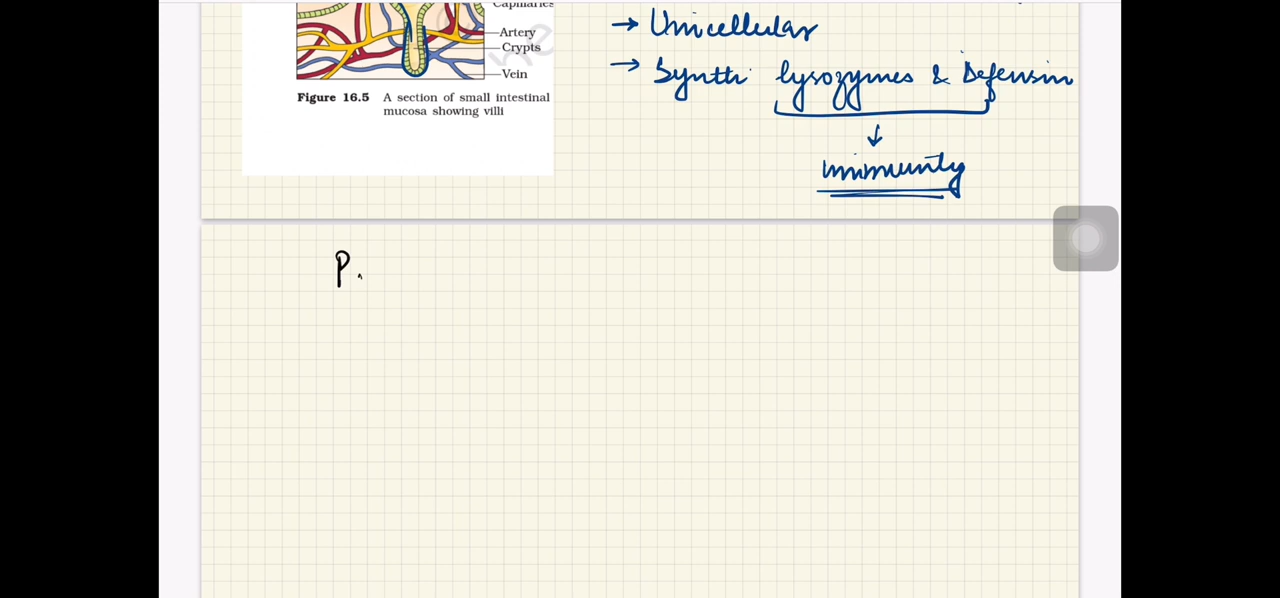 Capillaries
Artery
Crypts
Vein
Figure 16.5 A section of small intestinal
mucosa showing villi
→ Unicellular
→ Synth. lysozymes & Defensin
↓
immunity
P.